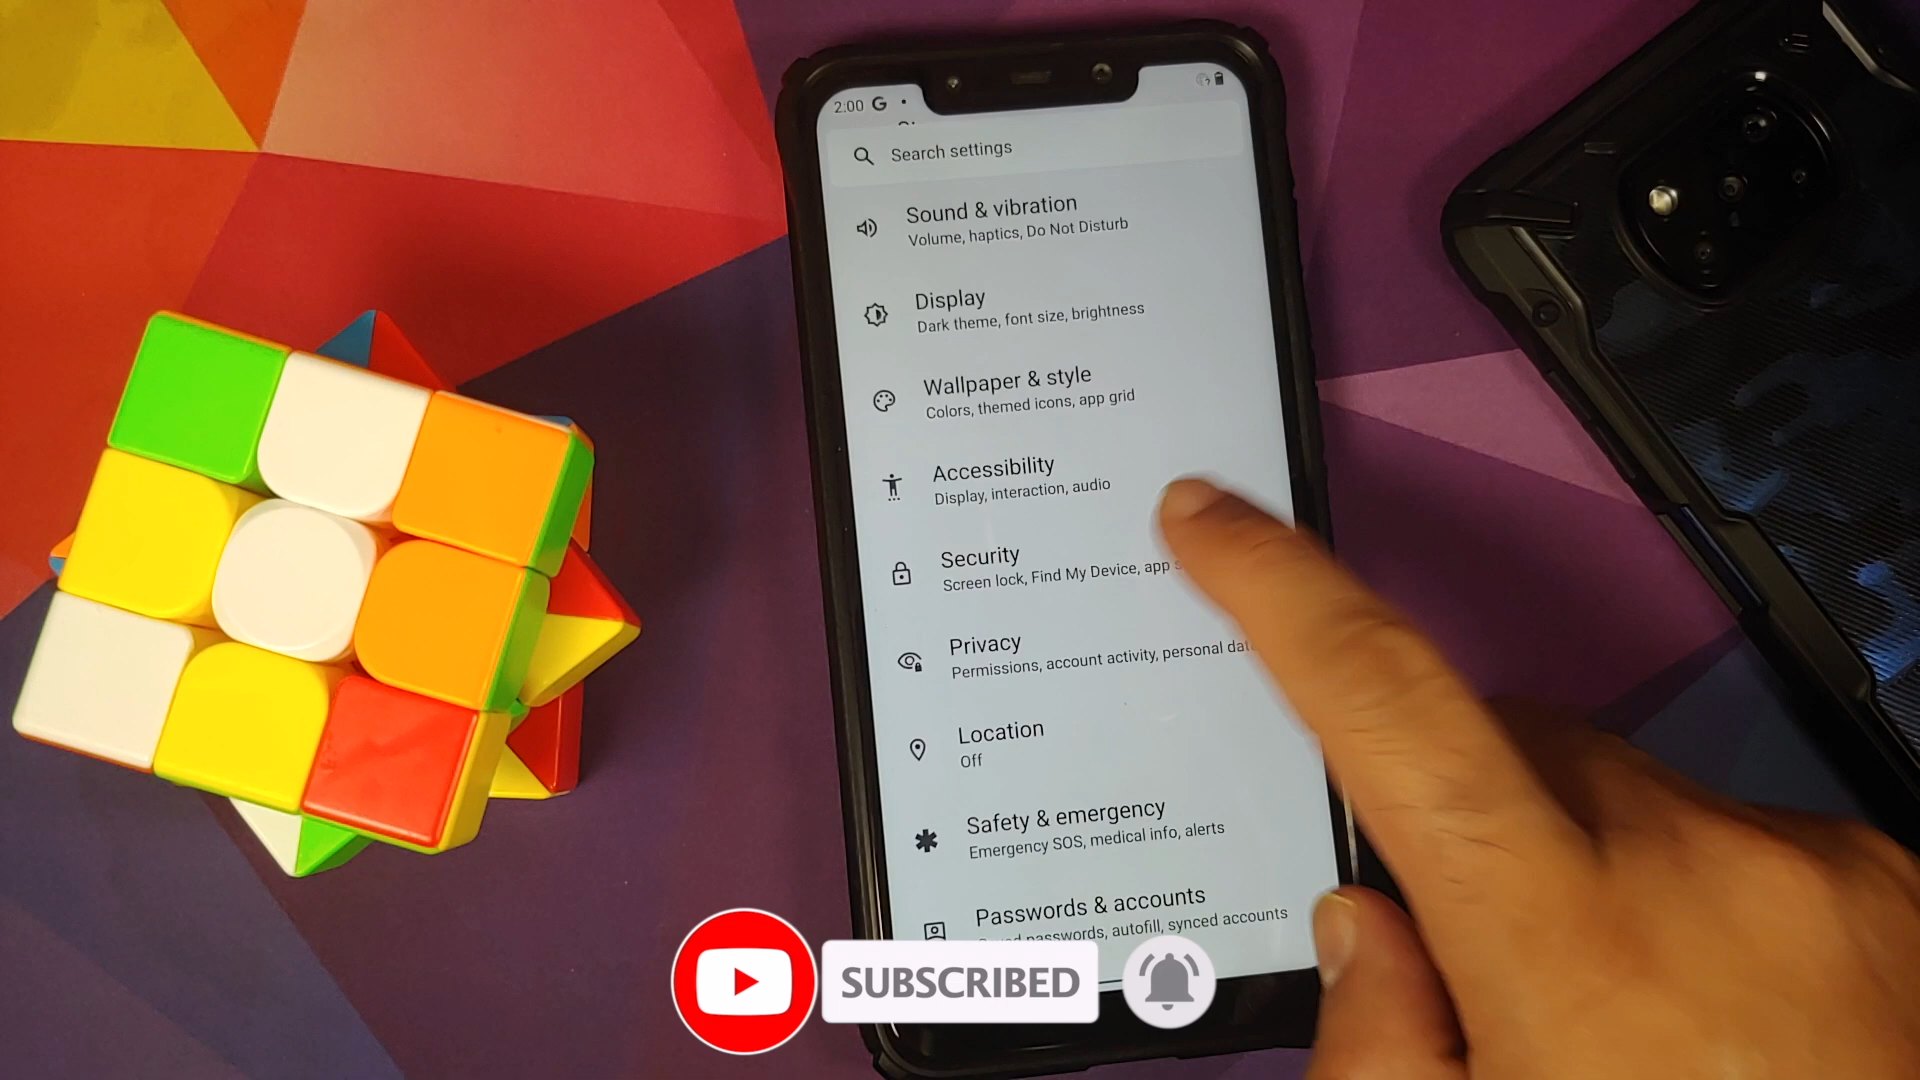 2:00 G
Search settings
Sound & vibration
Volume, haptics, Do Not Disturb
Display
Dark theme, font size, brightness
Wallpaper & style
Colors, themed icons, app grid
Accessibility
Display, interaction, audio
Security
Screen lock, Find My Device, app
Privacy
Permissions, account activity, personal
Location
Off
Safety & emergency
Emergency SOS, medical info, alerts
Passwords & accounts
passwords, autofill, synced accounts
SUBSCRIBED